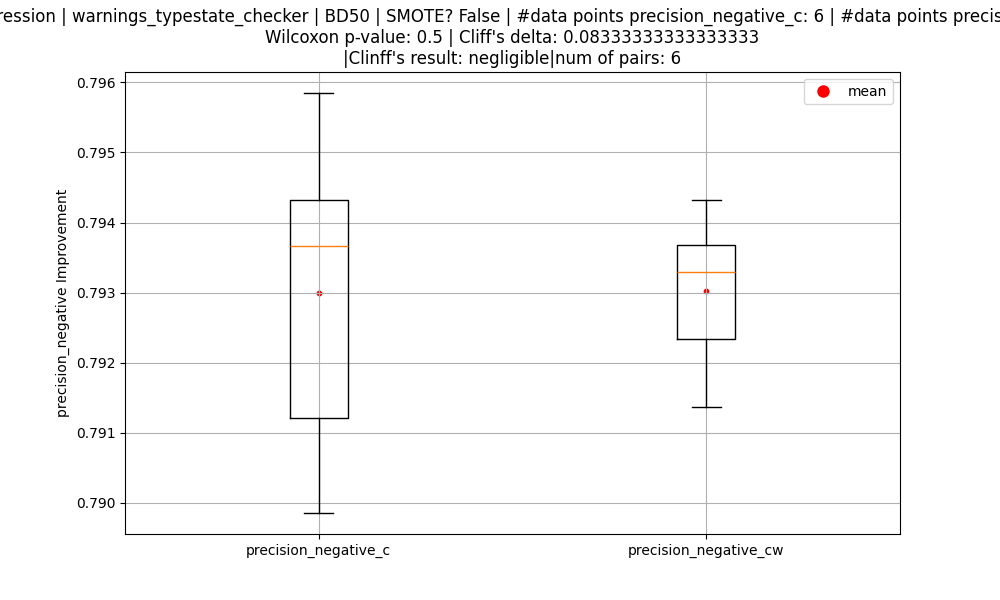 ression | warnings_typestate_checker | BD50 | SMOTE? False | #data points precision_negative_c: 6 | #data points precis
Wilcoxon p-value: 0.5 | Cliff's delta: 0.08333333333333333
|Clinff's result: negligible|num of pairs: 6
mean
0.796
0.795
0.794
0.793
0.792
0.791
0.790
precision_negative Improvement
precision_negative_c
precision_negative_cw